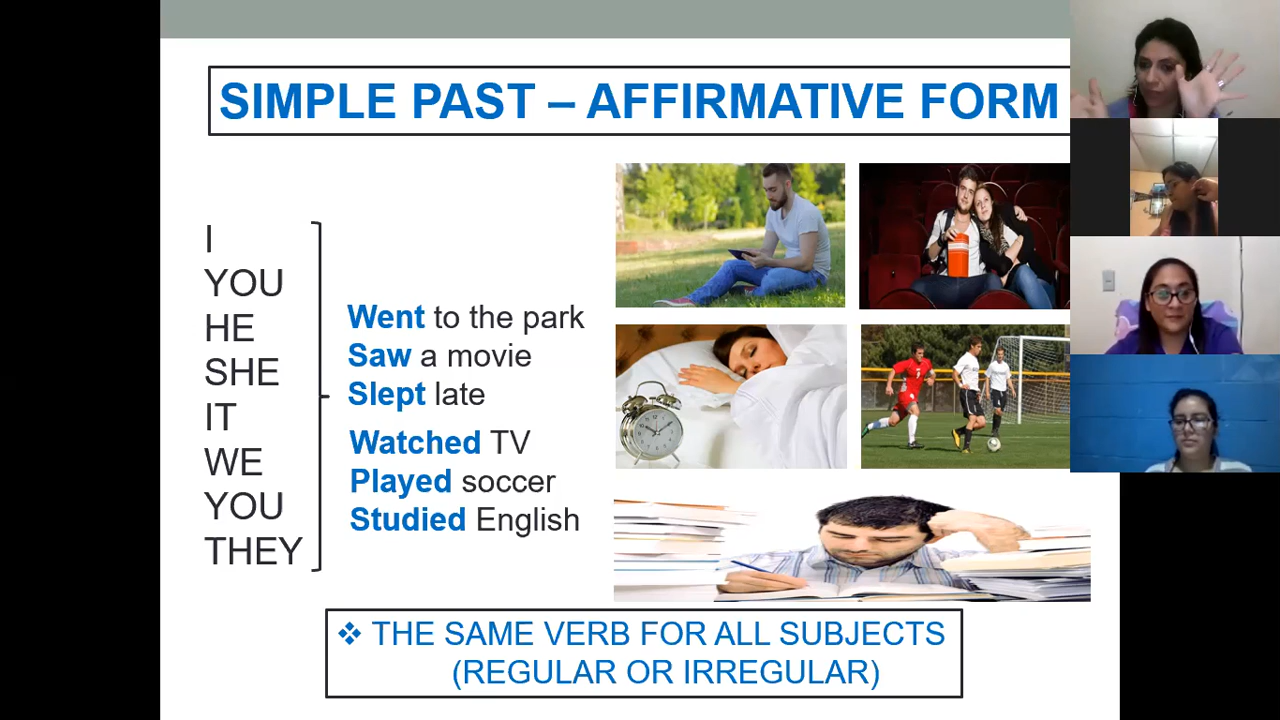 SIMPLE PAST – AFFIRMATIVE FORM
I
YOU
HE
SHE
IT
WE
YOU
THEY
Went to the park
Saw a movie
Slept late
Watched TV
Played soccer
Studied English
❖ THE SAME VERB FOR ALL SUBJECTS
(REGULAR OR IRREGULAR)